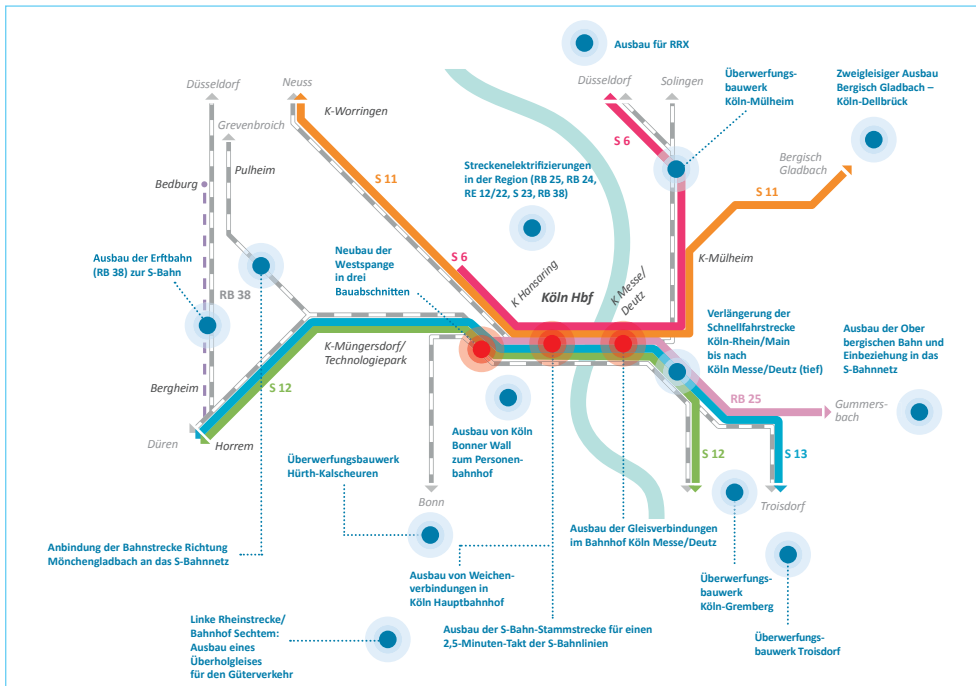 Ausbau für RRX
Düsseldorf
Neuss
K-Worringen
Grevenbroich
Pulheim
Bedburg
S 11
Düsseldorf
Solingen
S 6
Überwerfungs-
bauwerk
Köln-Mülheim
Zweigleisiger Ausbau
Bergisch Gladbach –
Köln-Dellbrück
Bergisch
Gladbach
S 11
Streckenelektrifizierungen
in der Region (RB 25, RB 24,
RE 12/22, S 23, RB 38)
Ausbau der Erftbahn
(RB 38) zur S-Bahn
RB 38
Neubau der
Westspange
in drei
Bauabschnitten
S 6
K Hansaring
Köln Hbf
K Messe/
Deutz
K-Mülheim
Verlängerung der
Schnellfahrstrecke
Köln-Rhein/Main
bis nach
Köln Messe/Deutz (tief)
Ausbau der Ober
bergischen Bahn und
Einbeziehung in das
S-Bahnnetz
K-Müngersdorf/
Technologiepark
Bergheim
S 12
Düren
Horrem
RB 25
Gummers-
bach
Ausbau von Köln
Bonner Wall
zum Personen-
bahnhof
S 12
S 13
Überwerfungsbauwerk
Hürth-Kalscheuren
Bonn
Troisdorf
Anbindung der Bahnstrecke Richtung
Mönchengladbach an das S-Bahnnetz
Ausbau der Gleisverbindungen
im Bahnhof Köln Messe/Deutz
Ausbau von Weichen-
verbindungen in
Köln Hauptbahnhof
Überwerfungs-
bauwerk
Köln-Gremberg
Linke Rheinstrecke/
Bahnhof Sechtem:
Ausbau eines
Überholgleises
für den Güterverkehr
Ausbau der S-Bahn-Stammstrecke für einen
2,5-Minuten-Takt der S-Bahnlinien
Überwerfungs-
bauwerk Troisdorf